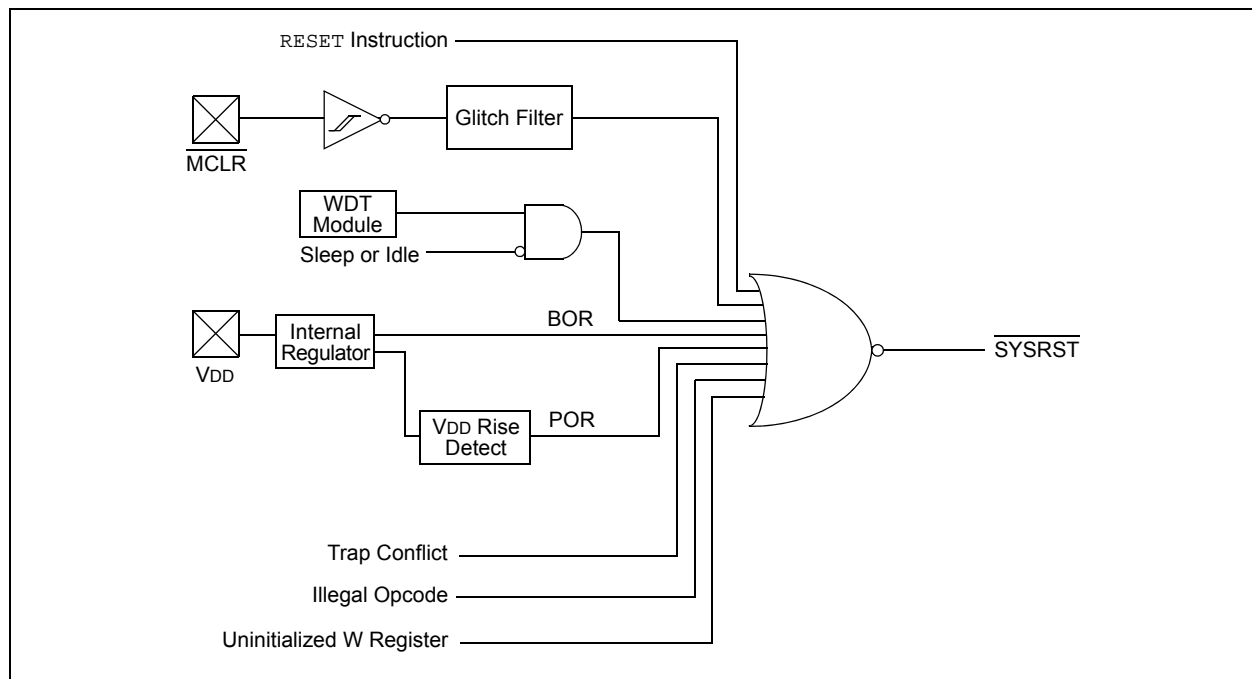 RESET Instruction
MCLR
Glitch Filter
WDT
Module
Sleep or Idle
VDD
Internal
Regulator
BOR
VDD Rise
Detect
POR
SYSRST
Trap Conflict
Illegal Opcode
Uninitialized W Register